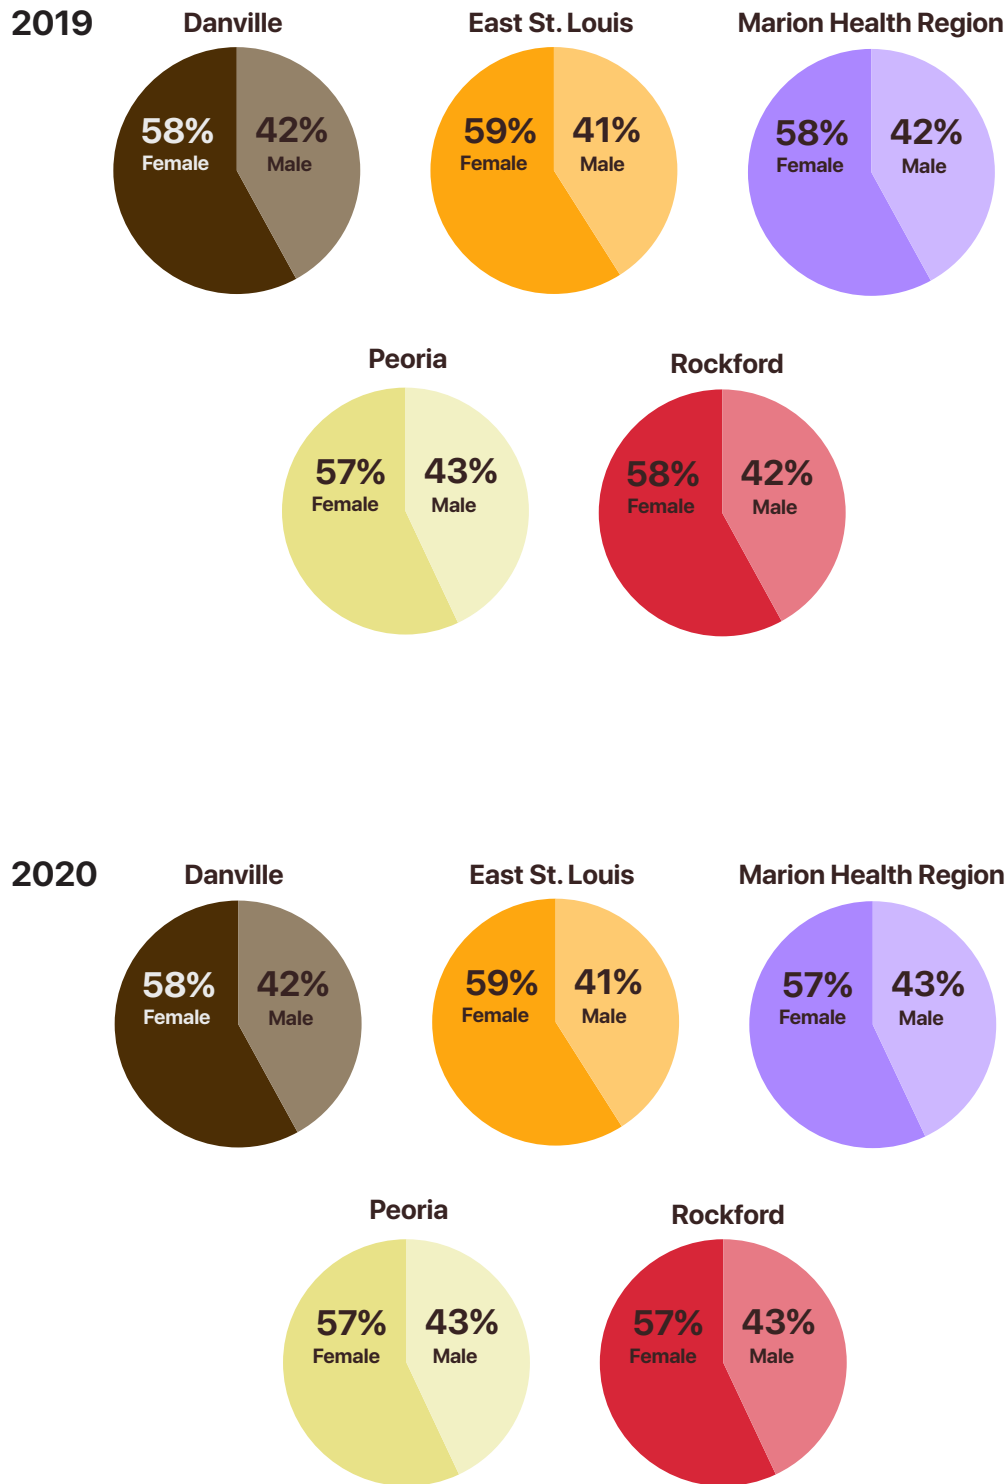 2019
Danville
East St. Louis
Marion Health Region
58%
Female
42%
Male
59%
Female
41%
Male
58%
Female
42%
Male
Peoria
Rockford
57%
Female
43%
Male
58%
Female
42%
Male
2020
Danville
East St. Louis
Marion Health Region
58%
Female
42%
Male
59%
Female
41%
Male
57%
Female
43%
Male
Peoria
Rockford
57%
Female
43%
Male
57%
Female
43%
Male